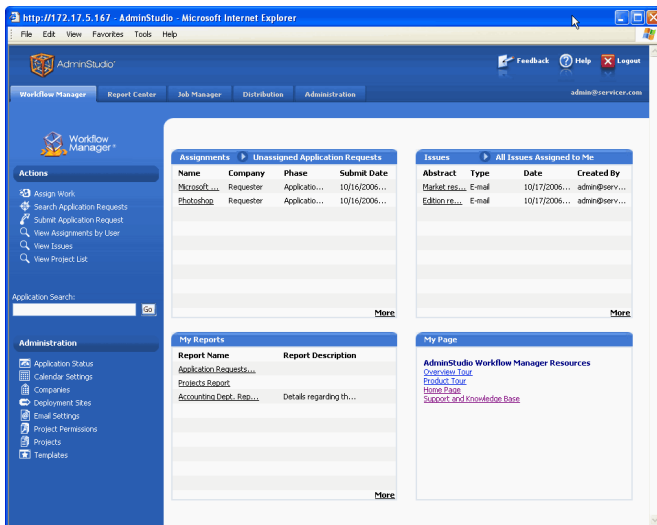 http://172.17.5.167 - AdminStudio - Microsoft Internet Explorer
File Edit View Favorites Tools Help
AdminStudio
Feedback Help Logout
Workflow Manager Report Center Job Manager Distribution Administration admin@servicer.com
Workflow
Manager
Actions
Assign Work
Search Application Requests
Submit Application Request
View Assignments by User
View Issues
View Project List
Application Search:
Go
Administration
Application Status
Calendar Settings
Companies
Deployment Sites
Email Settings
Project Permissions
Projects
Templates
Assignments Unassigned Application Requests
Name Company Phase Submit Date
Microsoft ... Requester Applicatio... 10/16/2006...
Photoshop Requester Applicatio... 10/16/2006...
More
Issues All Issues Assigned to Me
Abstract Type Date Created By
Market res... E-mail 10/17/2006... admin@serv...
Edition re... E-mail 10/17/2006... admin@serv...
More
My Reports
Report Name Report Description
Application Requests...
Projects Report
Accounting Dept. Rep... Details regarding th...
More
My Page
AdminStudio Workflow Manager Resources
Overview Tour
Product Tour
Home Page
Support and Knowledge Base